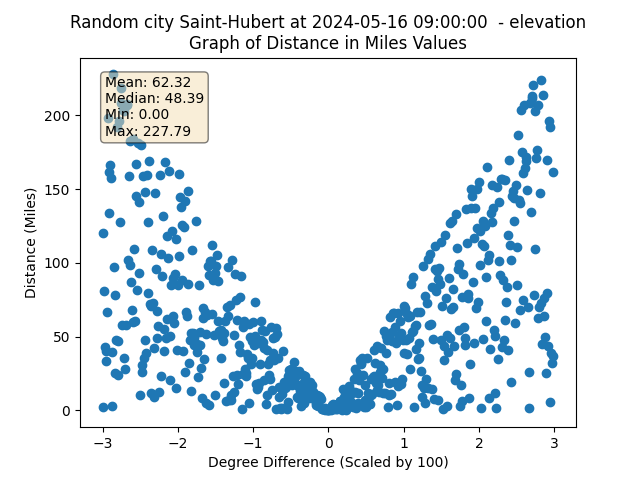 Random city Saint-Hubert at 2024-05-16 09:00:00  - elevation
Graph of Distance in Miles Values
Mean: 62.32
Median: 48.39
Min: 0.00
Max: 227.79
Distance (Miles)
200
150
100
50
0
−3 −2 −1 0 1 2 3
Degree Difference (Scaled by 100)